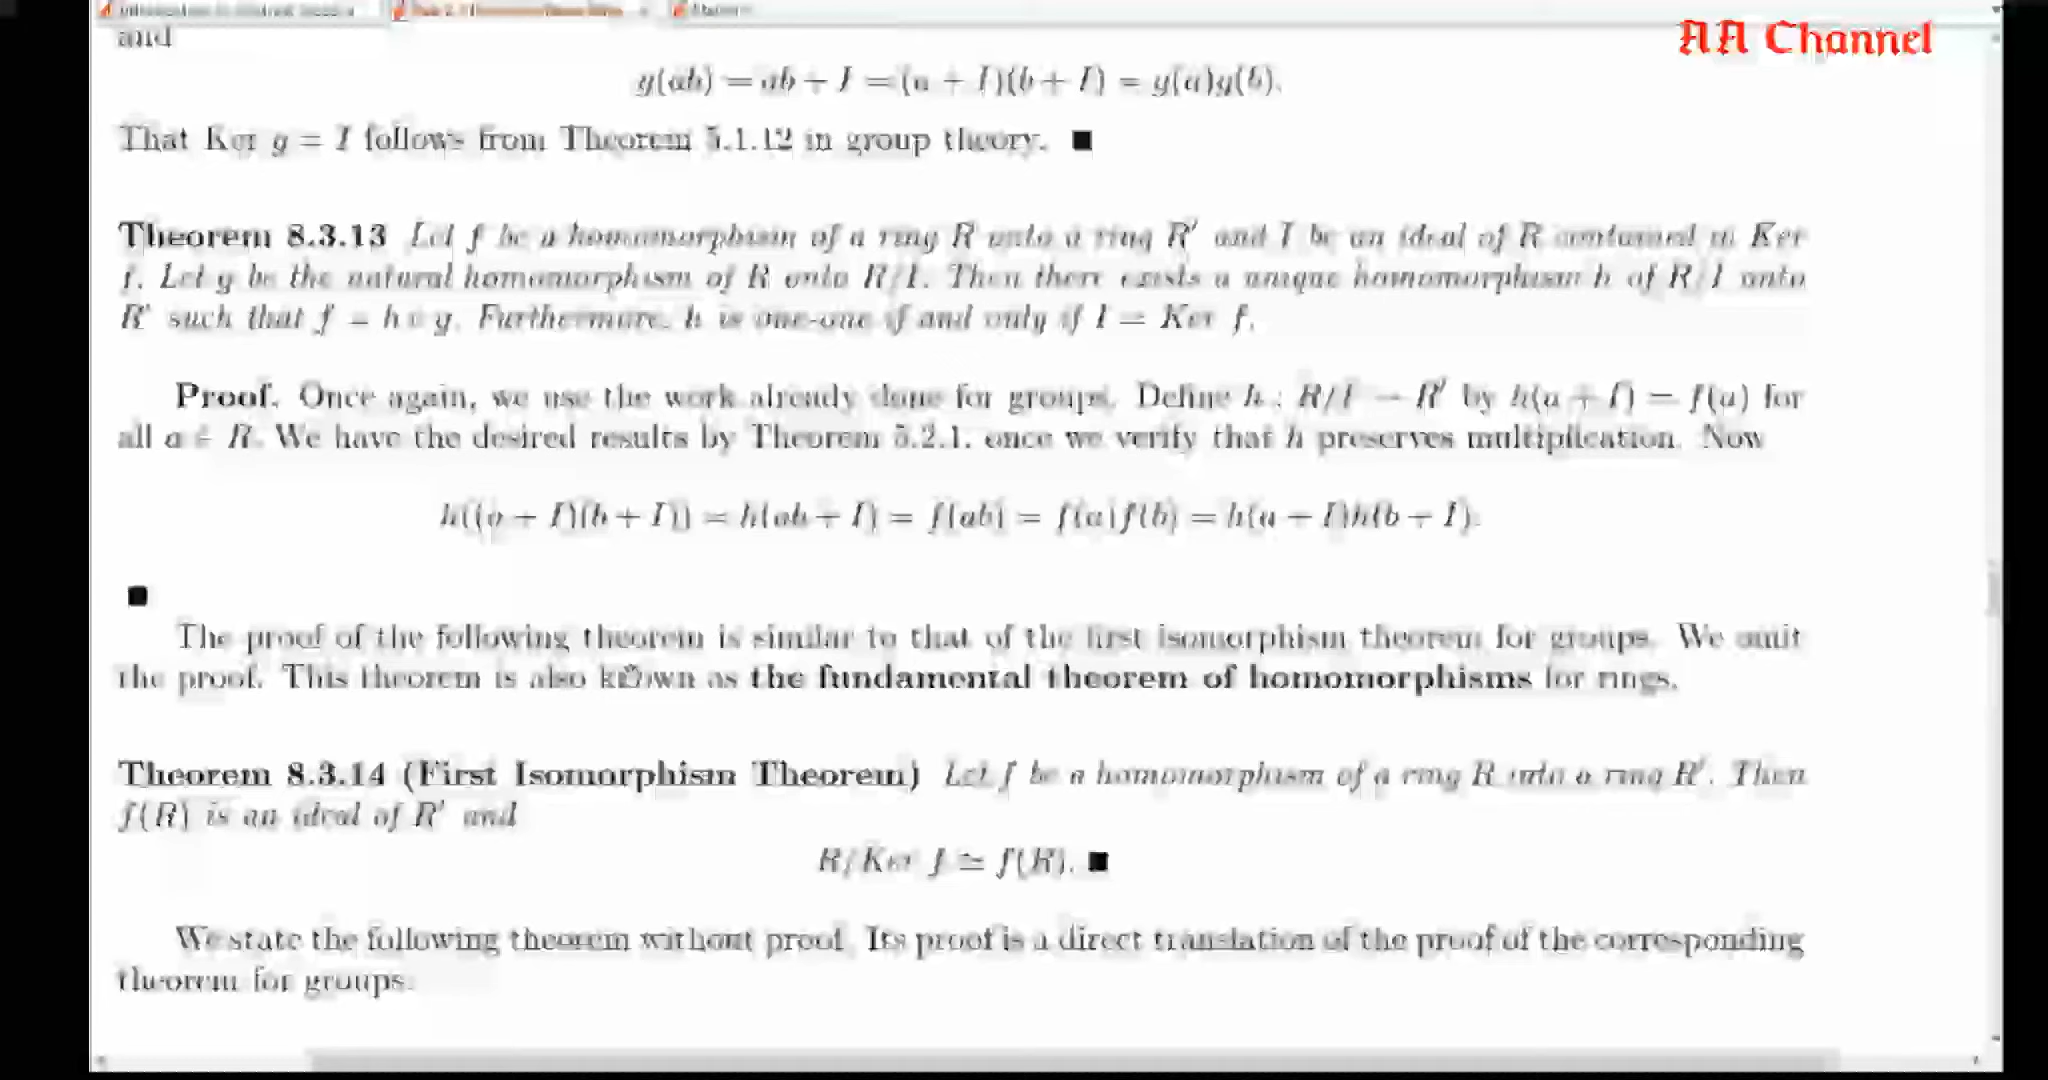 AA Channel
and
g(ab) = ab + I = (a + I)(b + I) = g(a)g(b).
That Ker g = I follows from Theorem 5.1.12 in group theory. ■
Theorem 8.3.13 Let f be a homomorphism of a ring R onto a ring R′ and I be an ideal of R contained in Ker
f. Let g be the natural homomorphism of R onto R/I. Then there exists a unique homomorphism h of R/I onto
R′ such that f = h ∘ g. Furthermore, h is one-one if and only if I = Ker f.
Proof. Once again, we use the work already done for groups. Define h : R/I → R′ by h(a + I) = f(a) for
all a ∈ R. We have the desired results by Theorem 5.2.1, once we verify that h preserves multiplication. Now
h((a + I)(b + I)) = h(ab + I) = f(ab) = f(a)f(b) = h(a + I)h(b + I).
■
The proof of the following theorem is similar to that of the first isomorphism theorem for groups. We omit
the proof. This theorem is also known as the fundamental theorem of homomorphisms for rings.
Theorem 8.3.14 (First Isomorphism Theorem) Let f be a homomorphism of a ring R into a ring R′. Then
f(R) is an ideal of R′ and
R/Ker f ≃ f(R). ■
We state the following theorem without proof. Its proof is a direct translation of the proof of the corresponding
theorem for groups.